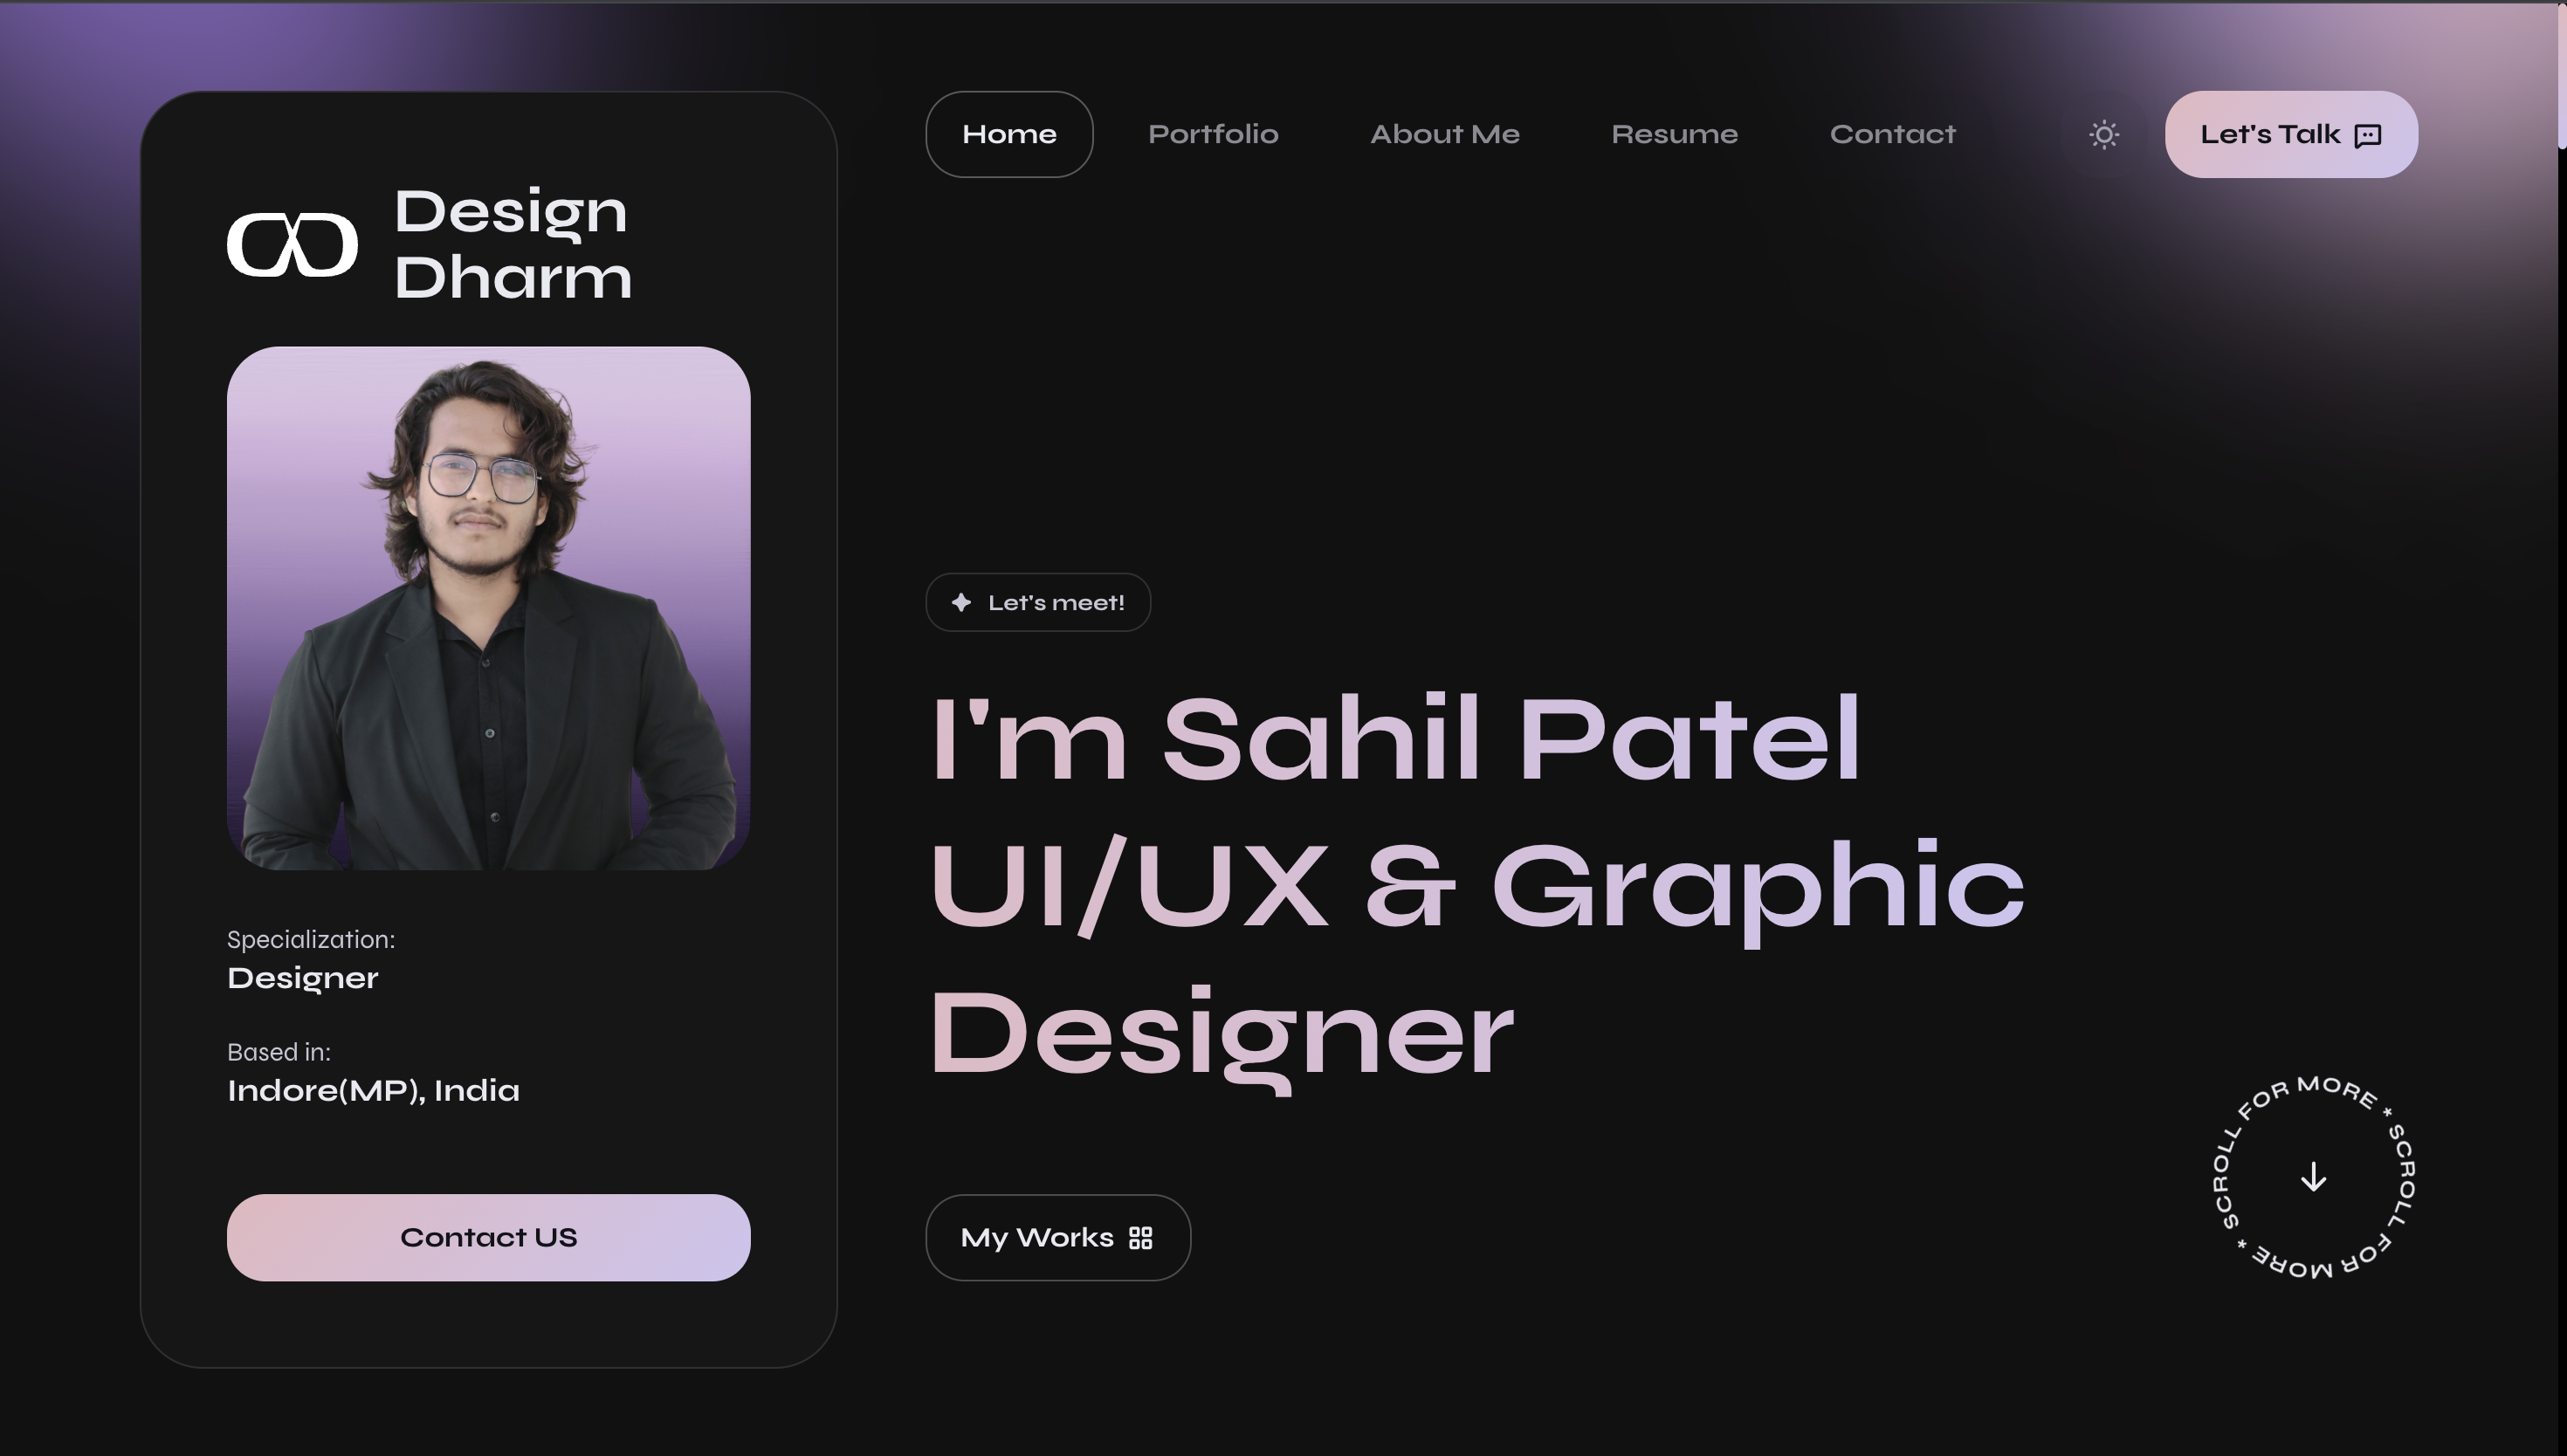 Design
Dharm
Specialization:
Designer
Based in:
Indore(MP), India
Contact US
Home
Portfolio
About Me
Resume
Contact
Let's Talk
Let's meet!
I'm Sahil Patel
UI/UX & Graphic
Designer
My Works
SCROLL FOR MORE * SCROLL FOR MORE *